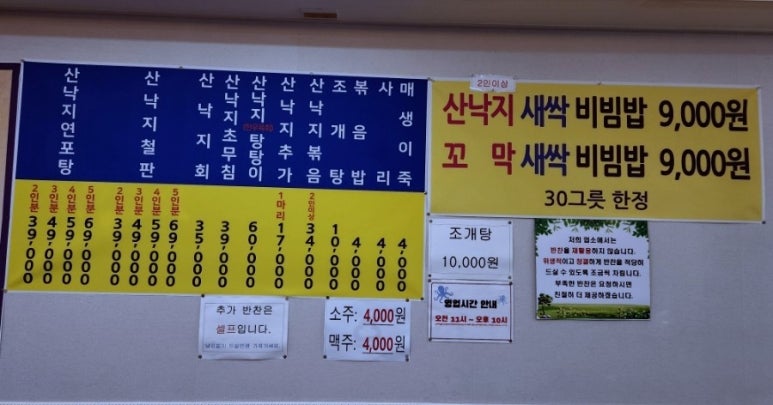 산낙지연포탕
2인분 39,000
3인분 49,000
4인분 59,000
5인분 69,000
산낙지철판
2인분 39,000
3인분 49,000
4인분 59,000
5인분 69,000
산낙지회
35,000
산낙지초무침
39,000
산낙지탕탕이
39,000
산낙지추가
1마리 17,000
산낙지볶음
2인이상 34,000
조개탕
10,000
볶음밥
사리
매생이죽
4,000
4,000
4,000
2인이상
산낙지 새싹 비빔밥 9,000원
꼬막 새싹 비빔밥 9,000원
30그릇 한정
조개탕
10,000원
영업시간 안내
오전 11시 ~ 오후 10시
저희 업소에서는
반찬을 재활용하지 않습니다.
위생적이고 청결하게 반찬을 적당히
드실 수 있도록 조금씩 차립니다.
부족한 반찬은 요청하시면
친절히 더 제공하겠습니다.
추가 반찬은
셀프입니다.
소주: 4,000원
맥주: 4,000원